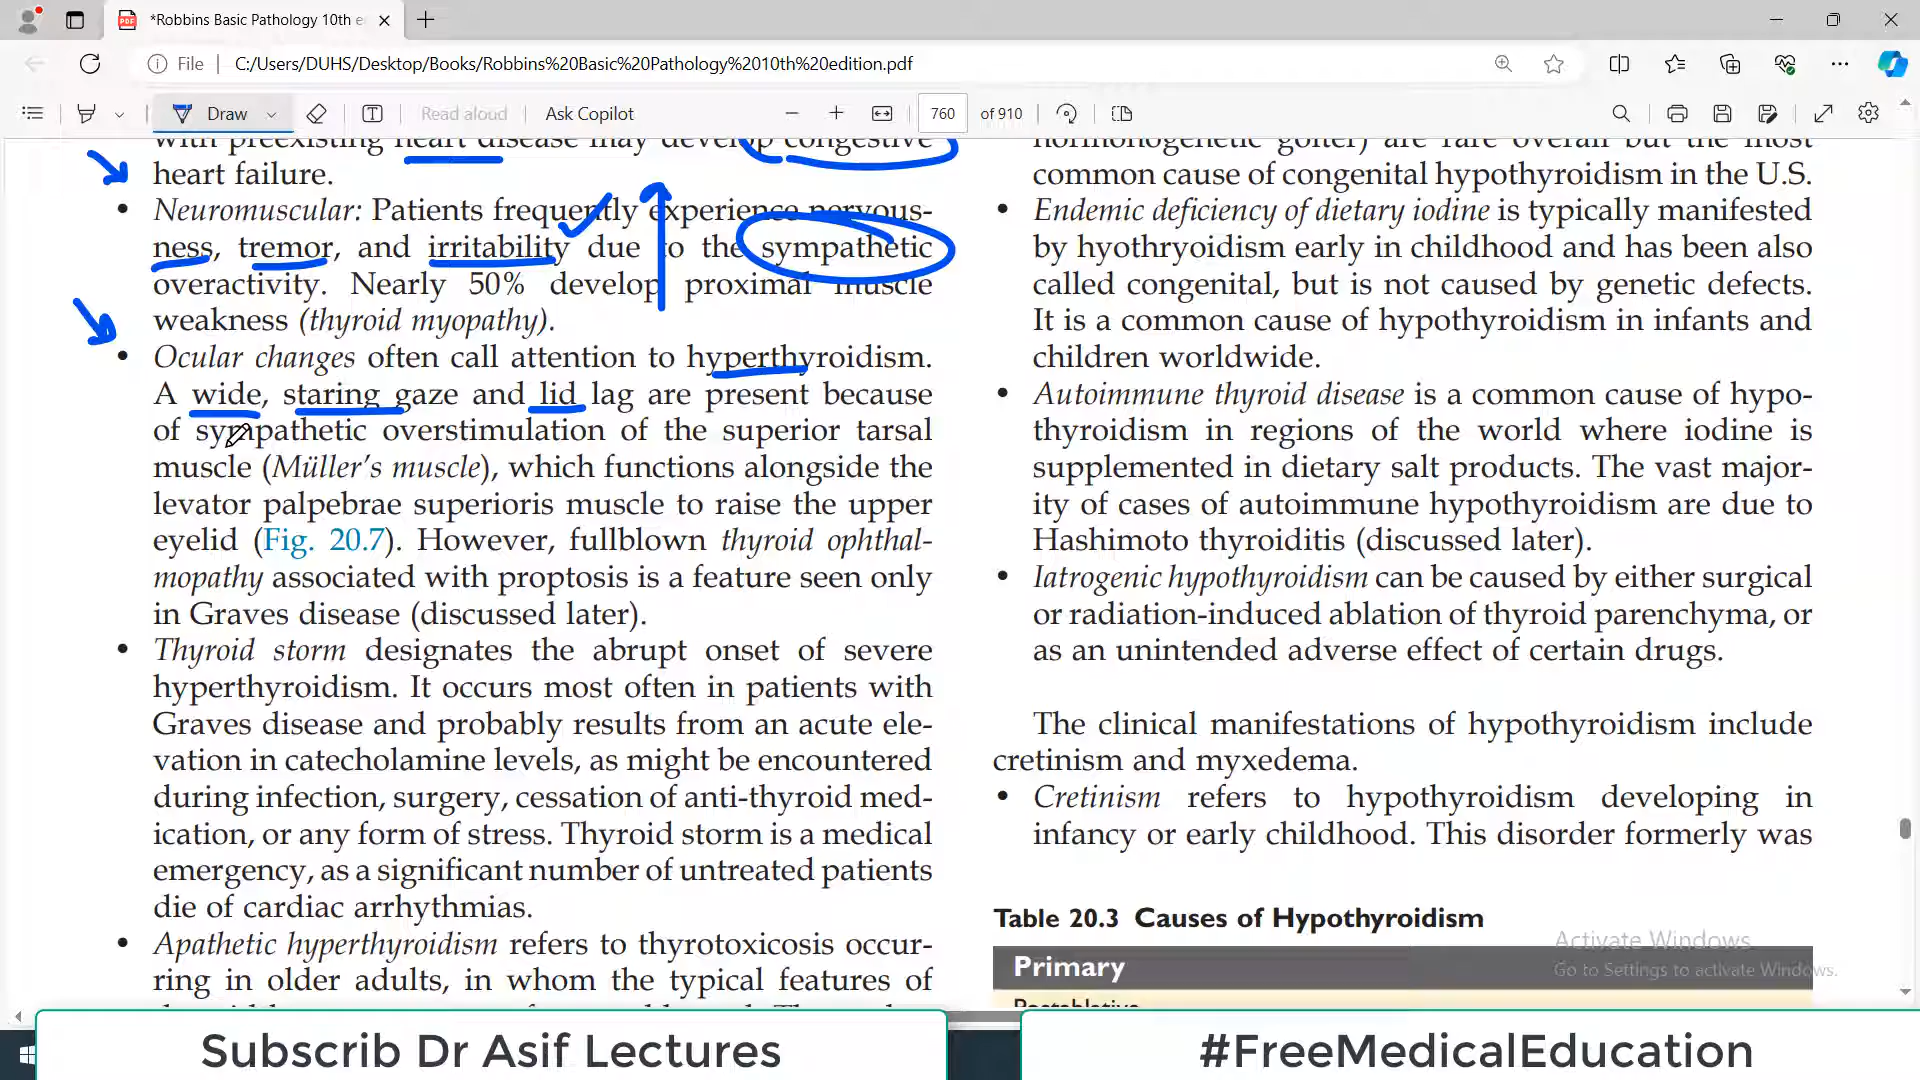 *Robbins Basic Pathology 10th e
File
C:/Users/DUHS/Desktop/Books/Robbins%20Basic%20Pathology%2010th%20edition.pdf
Draw
Read aloud
Ask Copilot
760 of 910
with preexisting heart disease may develop congestive
heart failure.
• Neuromuscular: Patients frequently experience nervous-
ness, tremor, and irritability due to the sympathetic
overactivity. Nearly 50% develop proximal muscle
weakness (thyroid myopathy).
• Ocular changes often call attention to hyperthyroidism.
A wide, staring gaze and lid lag are present because
of sympathetic overstimulation of the superior tarsal
muscle (Müller's muscle), which functions alongside the
levator palpebrae superioris muscle to raise the upper
eyelid (Fig. 20.7). However, fullblown thyroid ophthal-
mopathy associated with proptosis is a feature seen only
in Graves disease (discussed later).
• Thyroid storm designates the abrupt onset of severe
hyperthyroidism. It occurs most often in patients with
Graves disease and probably results from an acute ele-
vation in catecholamine levels, as might be encountered
during infection, surgery, cessation of anti-thyroid med-
ication, or any form of stress. Thyroid storm is a medical
emergency, as a significant number of untreated patients
die of cardiac arrhythmias.
• Apathetic hyperthyroidism refers to thyrotoxicosis occur-
ring in older adults, in whom the typical features of
goiter) are rare overall but the most
common cause of congenital hypothyroidism in the U.S.
• Endemic deficiency of dietary iodine is typically manifested
by hyothryoidism early in childhood and has been also
called congenital, but is not caused by genetic defects.
It is a common cause of hypothyroidism in infants and
children worldwide.
• Autoimmune thyroid disease is a common cause of hypo-
thyroidism in regions of the world where iodine is
supplemented in dietary salt products. The vast major-
ity of cases of autoimmune hypothyroidism are due to
Hashimoto thyroiditis (discussed later).
• Iatrogenic hypothyroidism can be caused by either surgical
or radiation-induced ablation of thyroid parenchyma, or
as an unintended adverse effect of certain drugs.
The clinical manifestations of hypothyroidism include
cretinism and myxedema.
• Cretinism refers to hypothyroidism developing in
infancy or early childhood. This disorder formerly was
Table 20.3 Causes of Hypothyroidism
Primary
Activate Windows
Go to Settings to activate Windows.
Subscrib Dr Asif Lectures
#FreeMedicalEducation